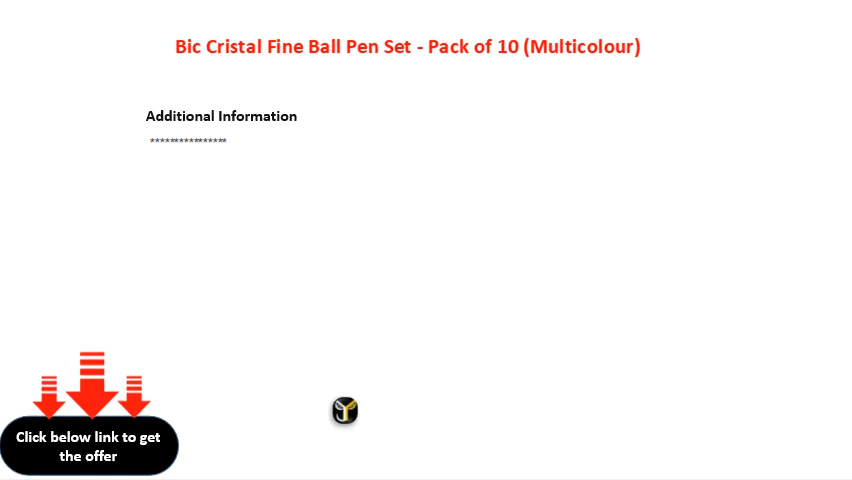 Bic Cristal Fine Ball Pen Set - Pack of 10 (Multicolour)
Additional Information
****************
Click below link to get
the offer